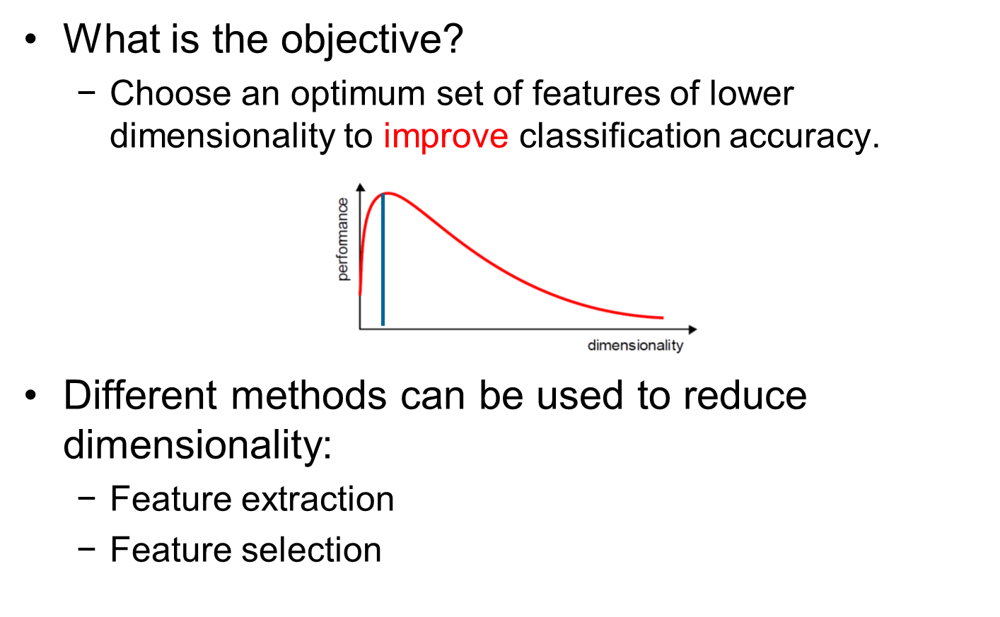 • What is the objective?
− Choose an optimum set of features of lower
dimensionality to improve classification accuracy.
performance
dimensionality
• Different methods can be used to reduce
dimensionality:
− Feature extraction
− Feature selection